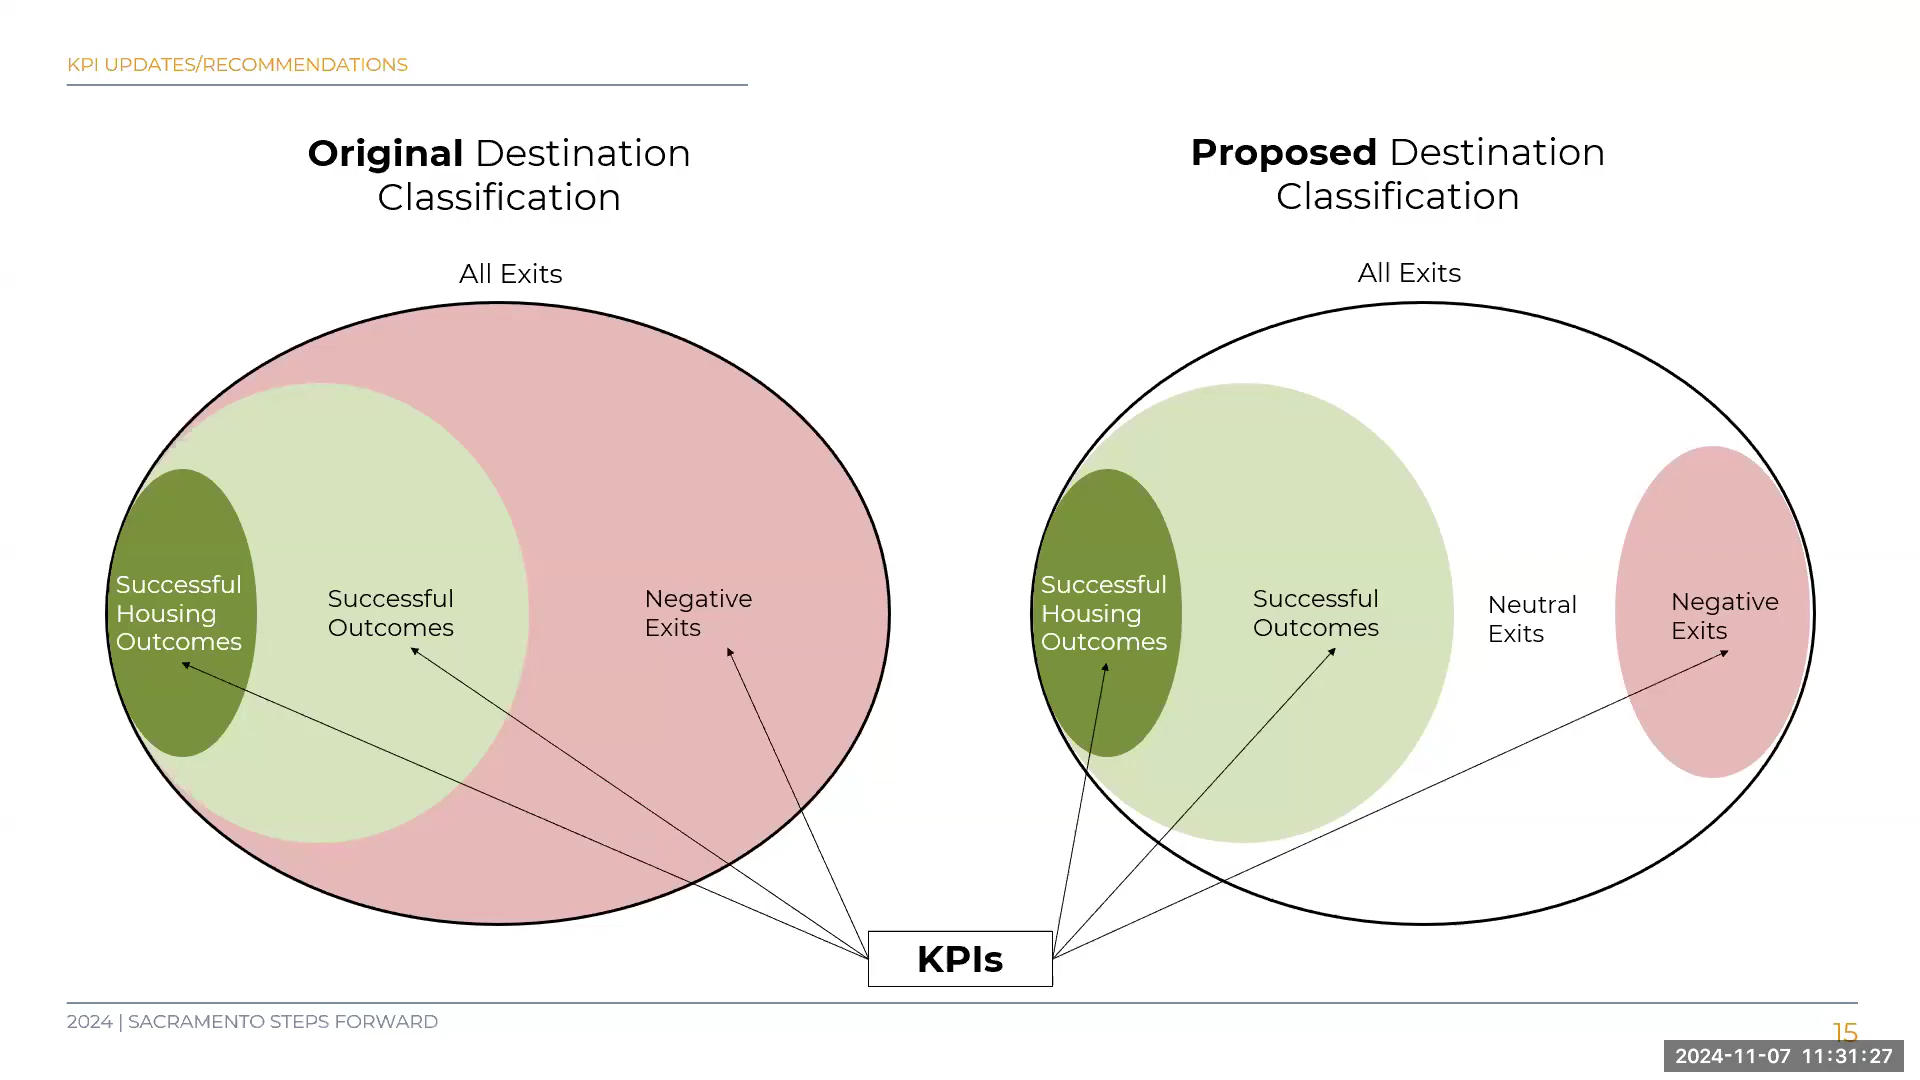 KPI UPDATES/RECOMMENDATIONS
Original Destination
Classification
All Exits
Successful
Housing
Outcomes
Successful
Outcomes
Negative
Exits
Proposed Destination
Classification
All Exits
Successful
Housing
Outcomes
Successful
Outcomes
Neutral
Exits
Negative
Exits
KPIs
2024 | SACRAMENTO STEPS FORWARD
15
2024-11-07 11:31:27